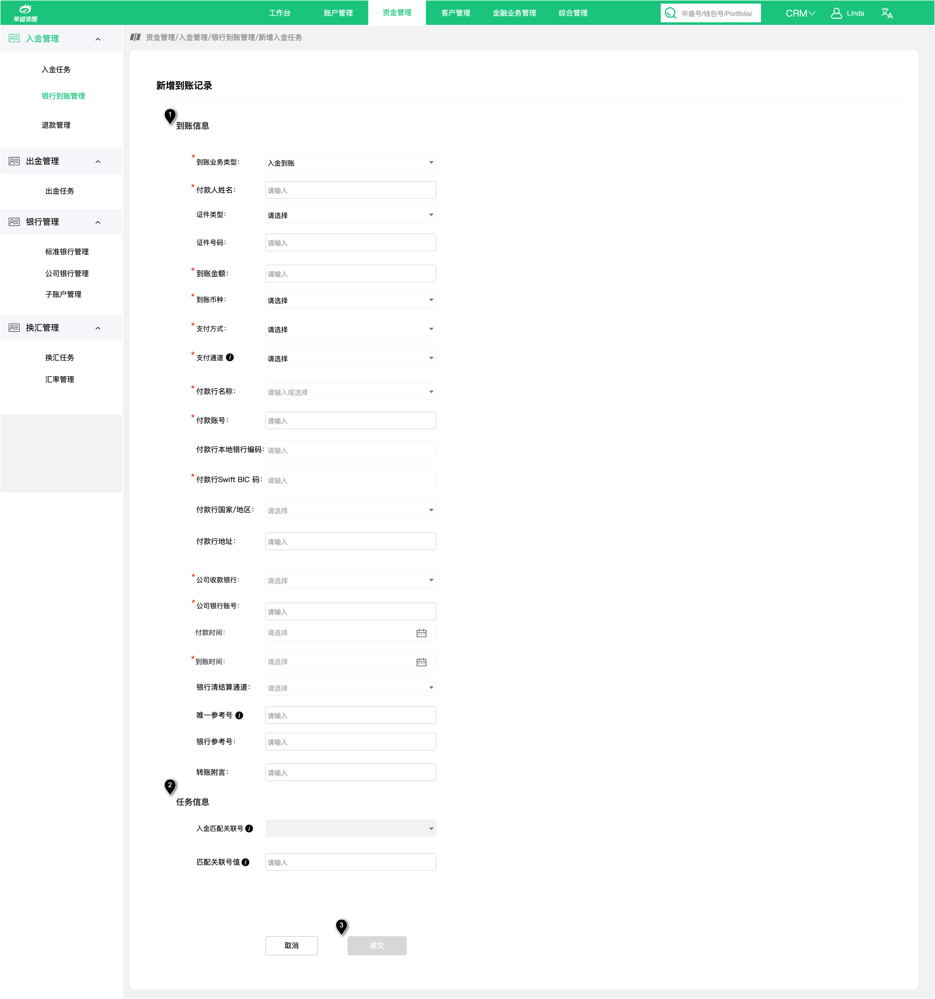 華盛集團
工作台 账户管理 资金管理 客户管理 金融业务管理 综合管理 华盛号/钱包号/Portfolio/ CRM Linda 文A
入金管理
入金任务
银行到账管理
退款管理
出金管理
出金任务
银行管理
标准银行管理
公司银行管理
子账户管理
换汇管理
换汇任务
汇率管理
资金管理/入金管理/银行到账管理/新增入金任务
新增到账记录
1
到账信息
* 到账业务类型: 入金到账
* 付款人姓名: 请输入
证件类型: 请选择
证件号码: 请输入
* 到账金额: 请输入
* 到账币种: 请选择
* 支付方式: 请选择
* 支付通道 i 请选择
* 付款行名称: 请输入或选择
* 付款账号: 请输入
付款行本地银行编码: 请输入
* 付款行Swift BIC 码: 请输入
付款行国家/地区: 请选择
付款行地址: 请输入
* 公司收款银行: 请选择
* 公司银行账号: 请输入
付款时间: 请选择
* 到账时间: 请选择
银行清结算通道: 请选择
唯一参考号 i 请输入
银行参考号: 请输入
转账附言: 请输入
2
任务信息
入金匹配关联号 i
匹配关联号值 i 请输入
3
取消 提交